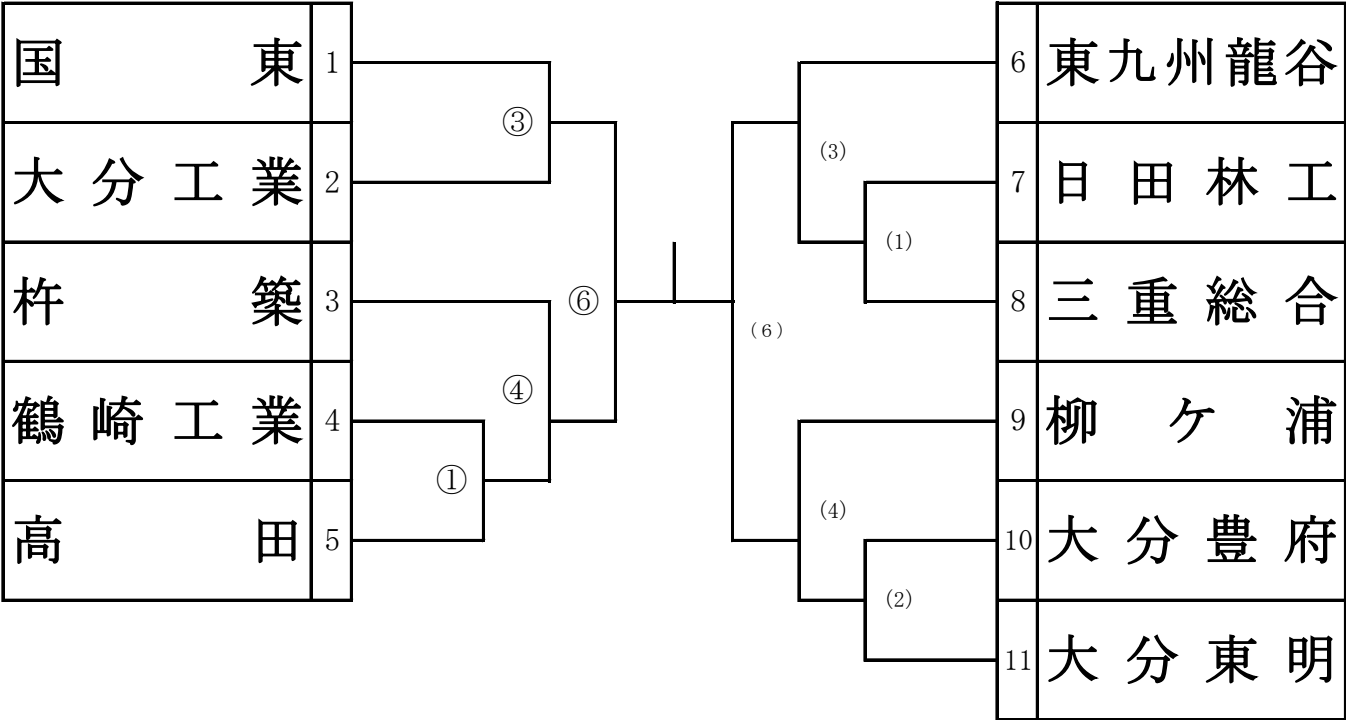 国東 1
大分工業 2
杵築 3
鶴崎工業 4
高田 5
③
④
①
⑥
(3)
(1)
(6)
(4)
(2)
6 東九州龍谷
7 日田林工
8 三重総合
9 柳ケ浦
10 大分豊府
11 大分東明